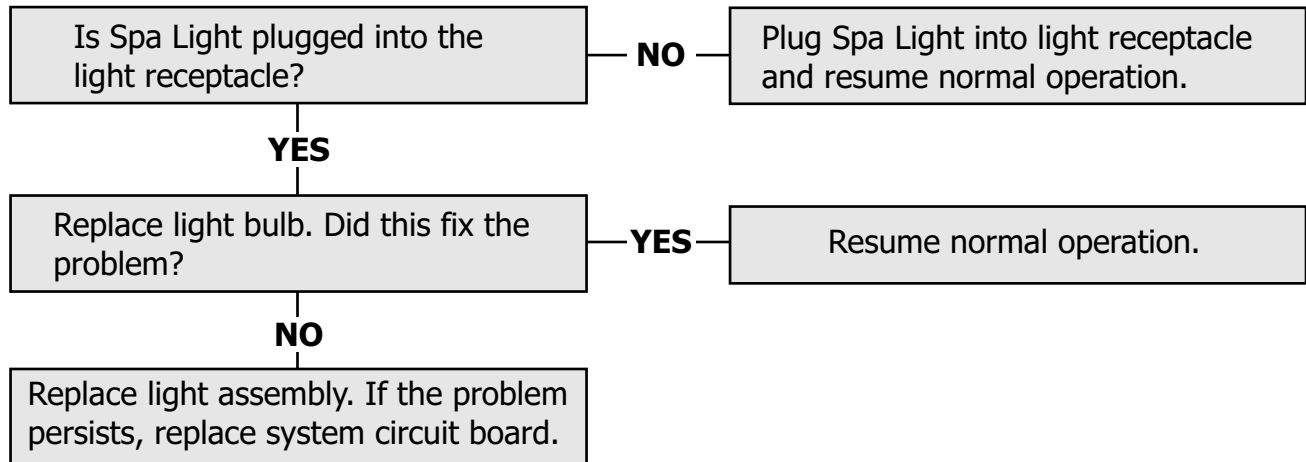 Is Spa Light plugged into the
light receptacle?
NO
Plug Spa Light into light receptacle
and resume normal operation.
YES
Replace light bulb. Did this fix the
problem?
YES
Resume normal operation.
NO
Replace light assembly. If the problem
persists, replace system circuit board.